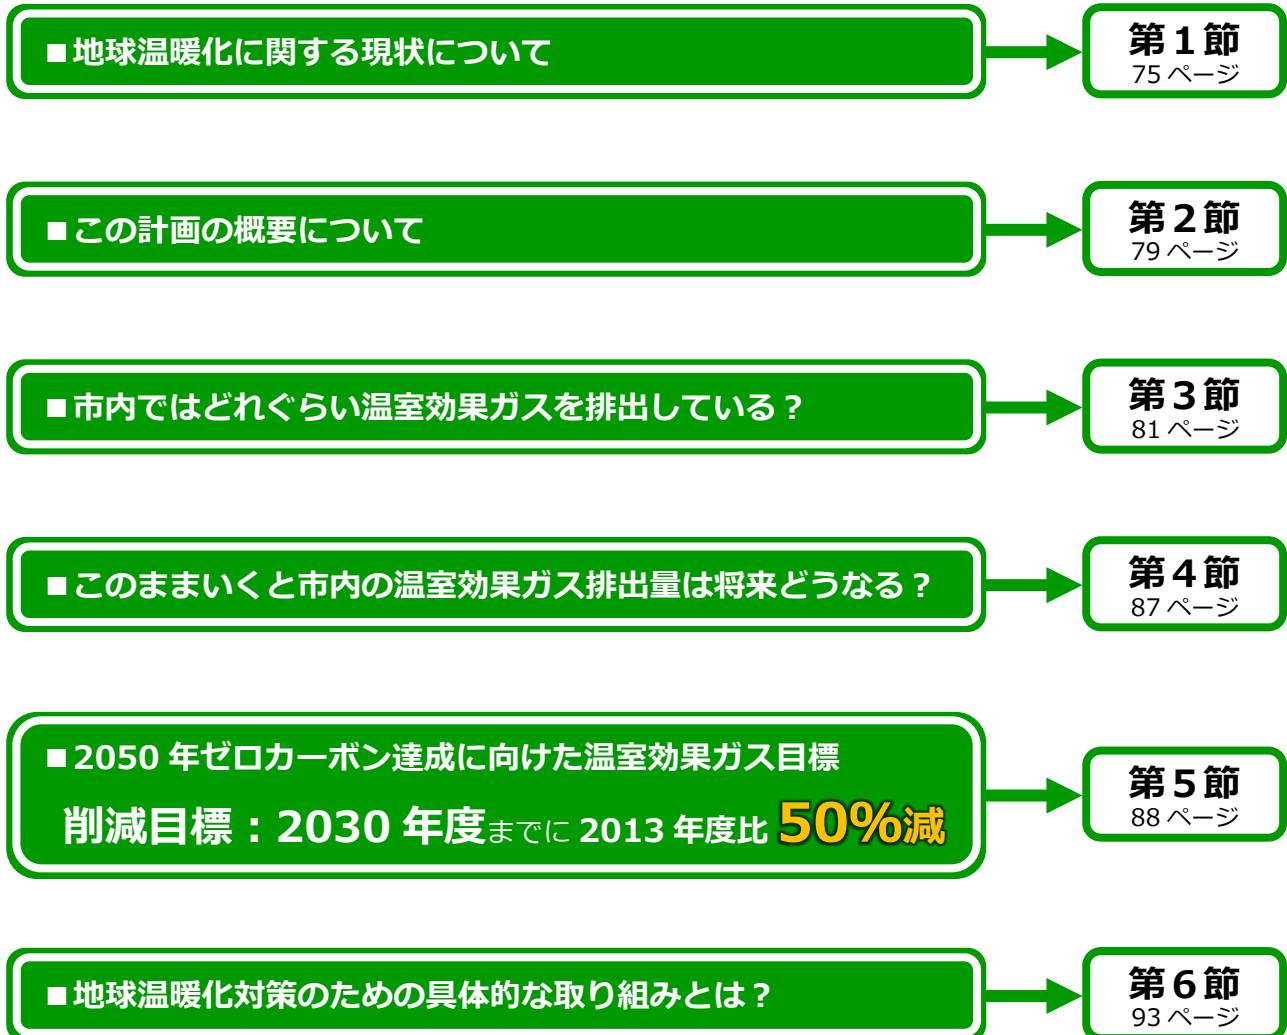 ■地球温暖化に関する現状について
第１節
75 ページ
■この計画の概要について
第２節
79 ページ
■市内ではどれぐらい温室効果ガスを排出している？
第３節
81 ページ
■このままいくと市内の温室効果ガス排出量は将来どうなる？
第４節
87 ページ
■2050 年ゼロカーボン達成に向けた温室効果ガス目標
削減目標：2030 年度までに 2013 年度比 50%減
第５節
88 ページ
■地球温暖化対策のための具体的な取り組みとは？
第６節
93 ページ